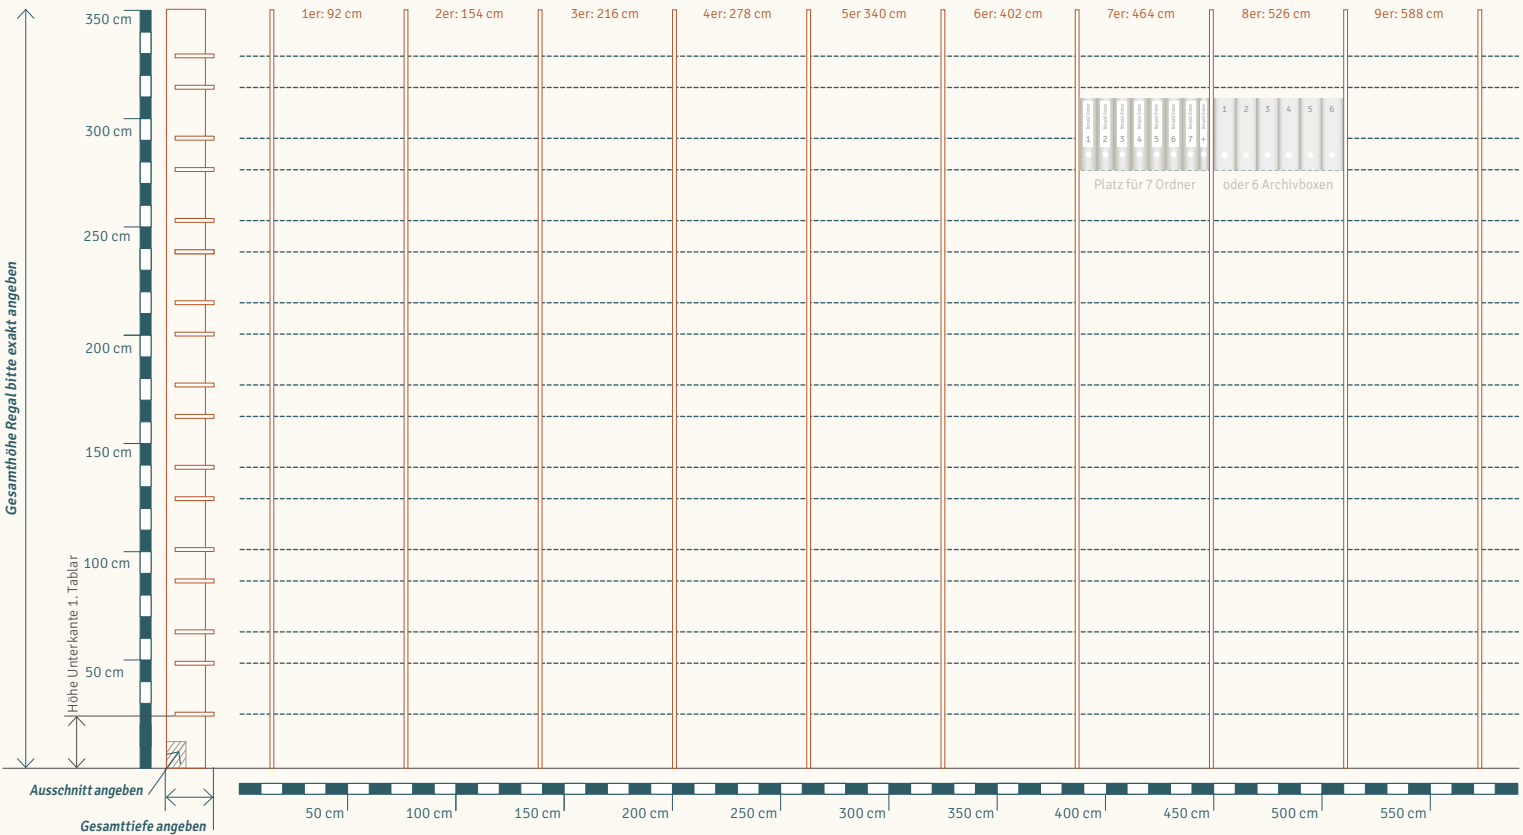 1er: 92 cm
2er: 154 cm
3er: 216 cm
4er: 278 cm
5er 340 cm
6er: 402 cm
7er: 464 cm
8er: 526 cm
9er: 588 cm
350 cm
300 cm
250 cm
200 cm
150 cm
100 cm
50 cm
Gesamthöhe Regal bitte exakt angeben
Höhe Unterkante 1. Tablar
1 2 3 4 5 6 7 +
1 2 3 4 5 6
Platz für 7 Ordner
oder 6 Archivboxen
Ausschnitt angeben
Gesamttiefe angeben
50 cm
100 cm
150 cm
200 cm
250 cm
300 cm
350 cm
400 cm
450 cm
500 cm
550 cm